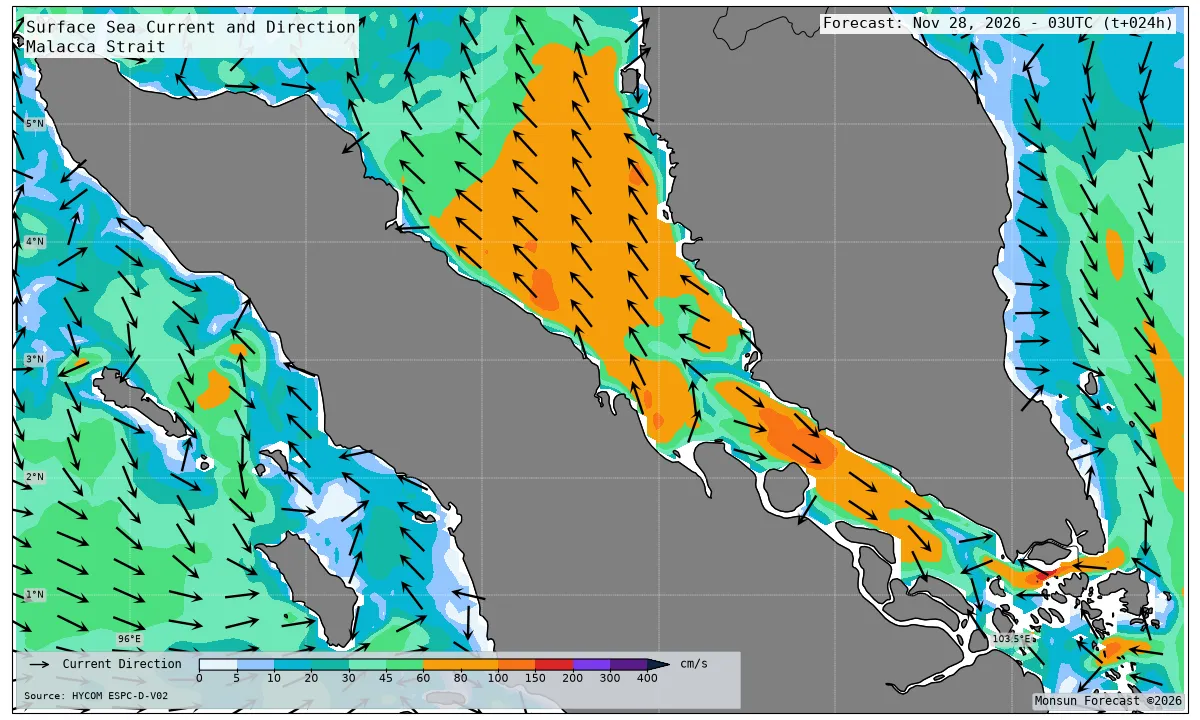 Surface Sea Current and Direction
Malacca Strait
Forecast: Nov 28, 2026 - 03UTC (t+024h)
5°N
4°N
3°N
2°N
1°N
96°E
103.5°E
Current Direction
0 5 10 20 30 45 60 80 100 150 200 300 400
cm/s
Source: HYCOM ESPC-D-V02
Monsun Forecast ©2026